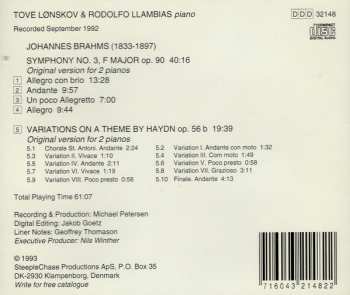 TOVE LØNSKOV & RODOLFO LLAMBIAS piano
DDD 32148
Recorded September 1992
JOHANNES BRAHMS (1833-1897)
SYMPHONY NO. 3, F MAJOR op. 90 40:16
Original version for 2 pianos
1 Allegro con brio 13:28
2 Andante 9:57
3 Un poco Allegretto 7:00
4 Allegro 9:44
5 VARIATIONS ON A THEME BY HAYDN op. 56 b 19:39
Original version for 2 pianos
5.1 Chorale St. Antoni. Andante 2:24 5.2 Variation I. Andante con moto 1:32
5.3 Variation II. Vivace 1:10 5.4 Variation III. Com moto 1:49
5.5 Variation IV. Andante 2:11 5.6 Variation V. Poco presto 0:58
5.7 Variation VI. Vivace 1:19 5.8 Variation VII. Grazioso 3:11
5.9 Variation VIII. Poco presto 0:56 5.10 Finale. Andante 4:13
Total Playing Time 61:07
Recording & Production: Michael Petersen
Digital Editing: Jakob Goetz
Liner Notes: Geoffrey Thomason
Executive Producer: Nils Winther
© 1993
SteepleChase Productions ApS, P.O. Box 35
DK-2930 Klampenborg, Denmark
Write for free catalogue
716043214822